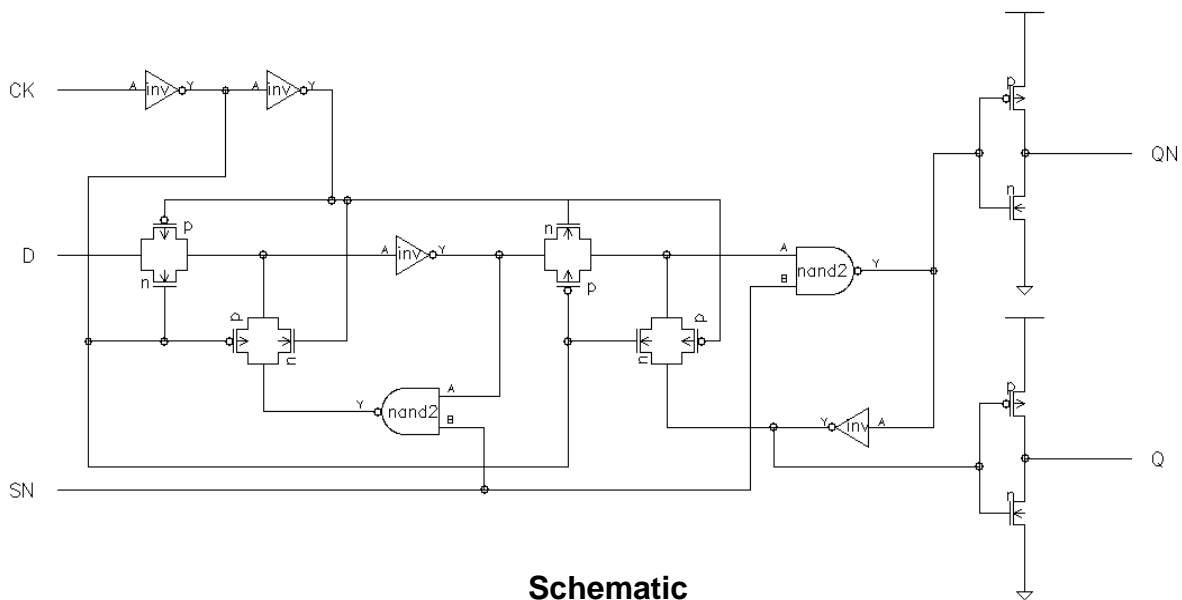 p
CK A inv Y A inv Y
QN
n
p n
D A inv Y A nand2 Y
n p B
p n n p
A
Y nand2 B
p
Y inv A
Q
SN
n
Schematic